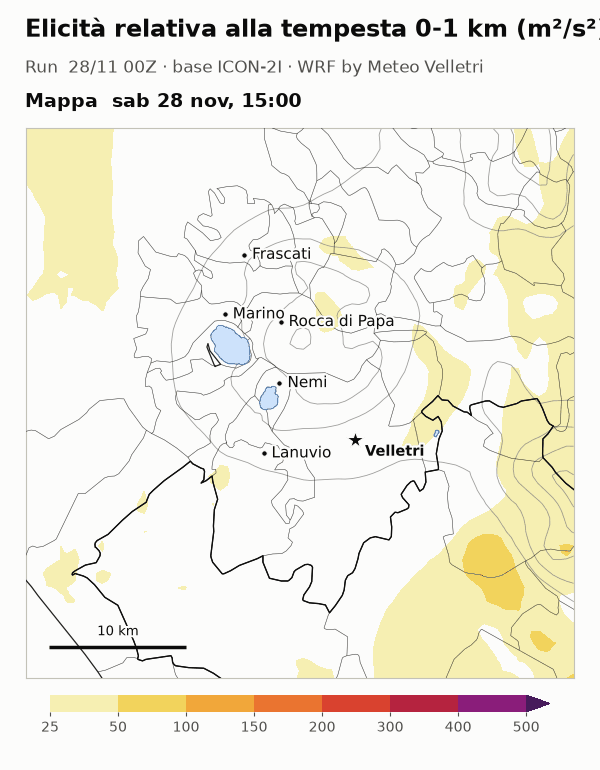 Elicità relativa alla tempesta 0-1 km (m²/s²)
Run 28/11 00Z · base ICON-2I · WRF by Meteo Velletri
Mappa sab 28 nov, 15:00
Frascati
Marino
Rocca di Papa
Nemi
Velletri
Lanuvio
10 km
25 50 100 150 200 300 400 500